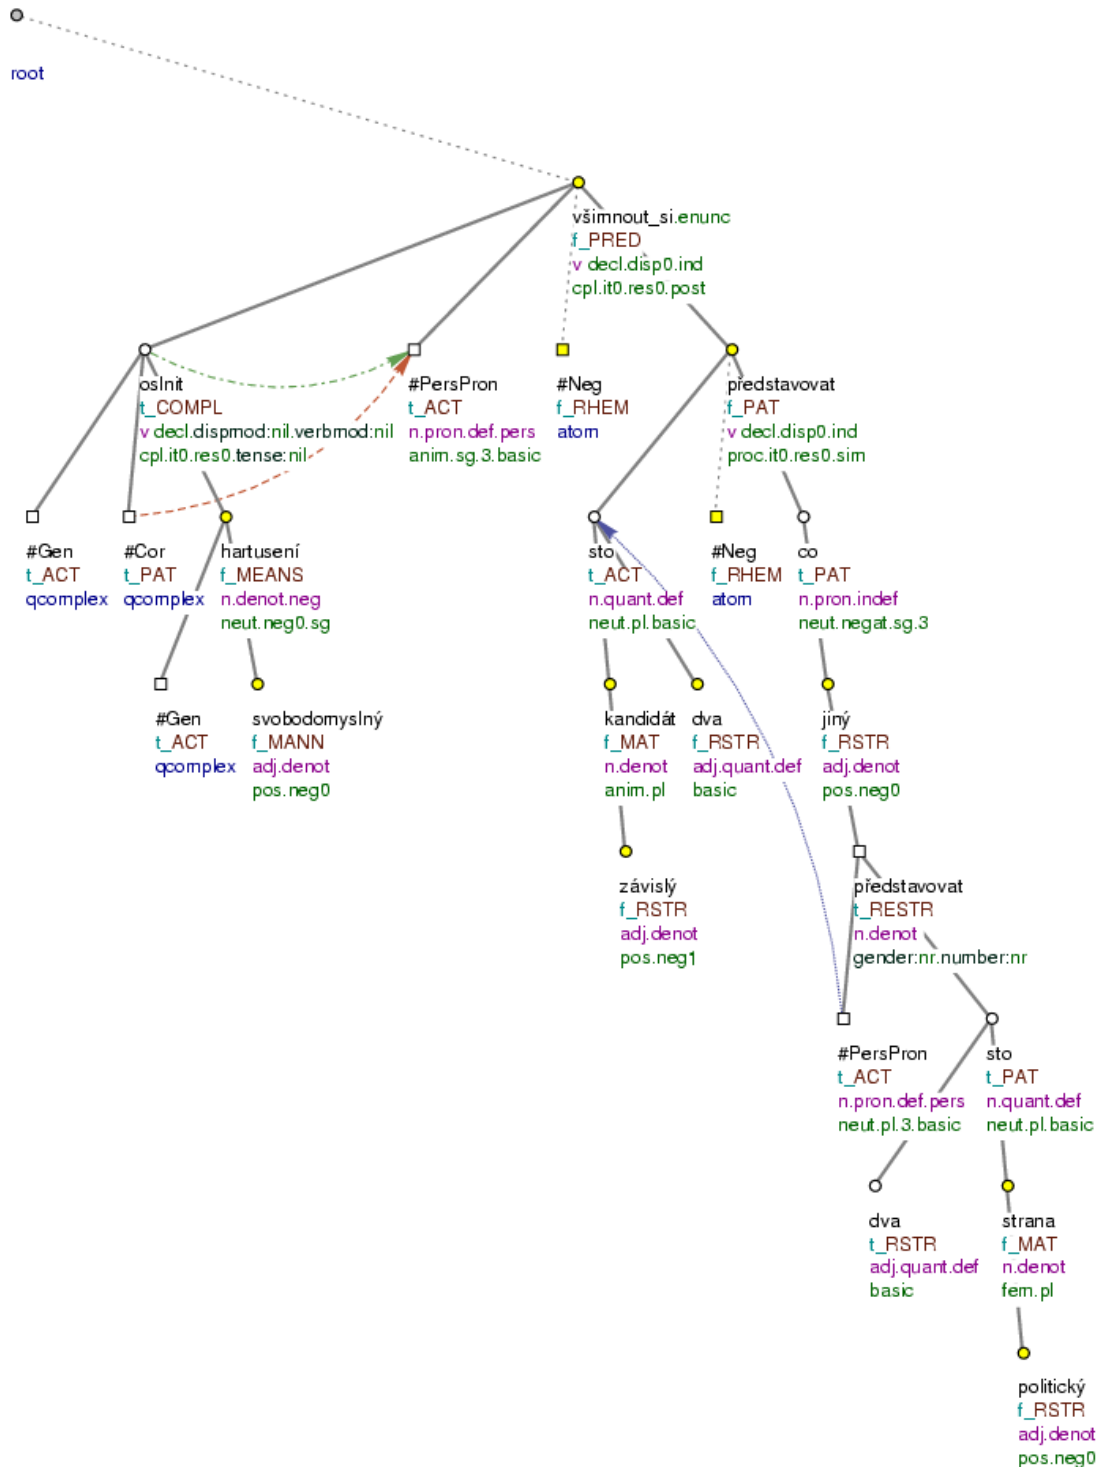 root
všimnout_si.enunc
f_PRED
v decl.disp0.ind
cpl.it0.res0.post
oslnit
t_COMPL
v decl.dispmod:nil.verbmod:nil
cpl.it0.res0.tense:nil
#PersPron
t_ACT
n.pron.def.pers
anim.sg.3.basic
#Neg
f_RHEM
atom
představovat
f_PAT
v decl.disp0.ind
proc.it0.res0.sim
#Gen
t_ACT
qcomplex
#Cor
t_PAT
qcomplex
hartusení
f_MEANS
n.denot.neg
neut.neg0.sg
sto
t_ACT
n.quant.def
neut.pl.basic
#Neg
f_RHEM
atom
co
t_PAT
n.pron.indef
neut.negat.sg.3
#Gen
t_ACT
qcomplex
svobodomyslný
f_MANN
adj.denot
pos.neg0
kandidát
f_MAT
n.denot
anim.pl
dva
f_RSTR
adj.quant.def
basic
jiný
f_RSTR
adj.denot
pos.neg0
závislý
f_RSTR
adj.denot
pos.neg1
představovat
t_RESTR
n.denot
gender:nr.number:nr
#PersPron
t_ACT
n.pron.def.pers
neut.pl.3.basic
sto
t_PAT
n.quant.def
neut.pl.basic
dva
t_RSTR
adj.quant.def
basic
strana
f_MAT
n.denot
fem.pl
politický
f_RSTR
adj.denot
pos.neg0